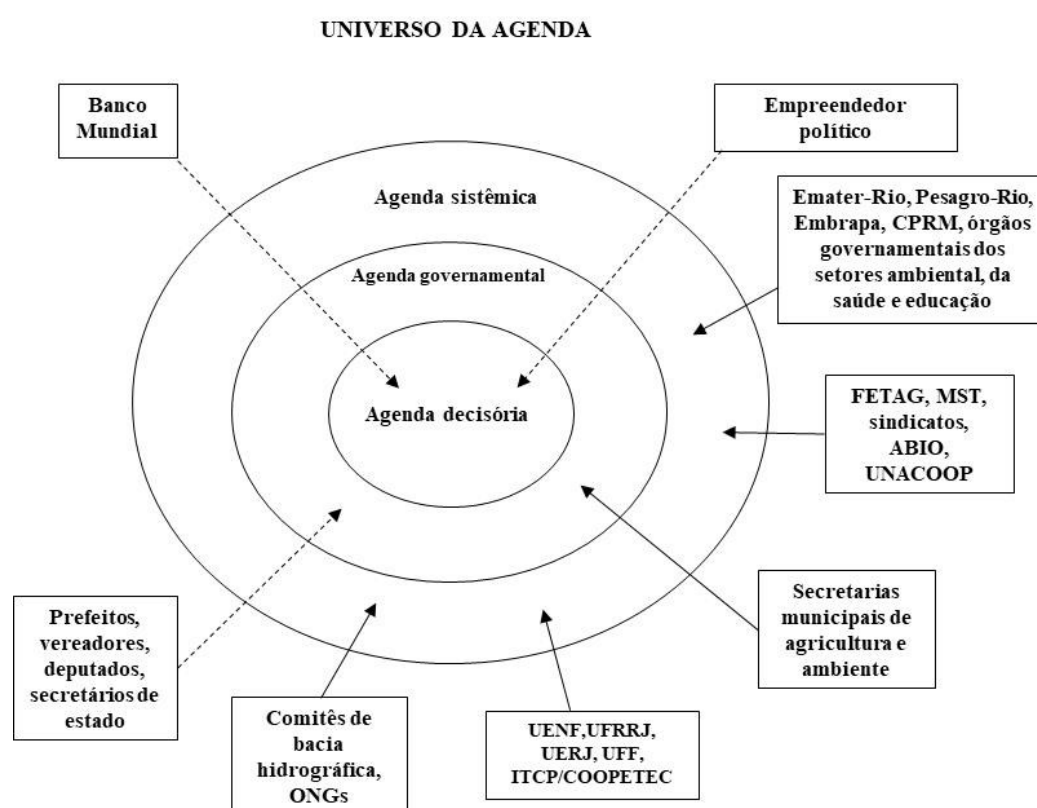 UNIVERSO DA AGENDA
Banco
Mundial
Empreendedor
político
Agenda sistêmica
Emater-Rio, Pesagro-Rio,
Embrapa, CPRM, órgãos
governamentais dos
setores ambiental, da
saúde e educação
Agenda governamental
Agenda decisória
FETAG, MST,
sindicatos,
ABIO,
UNACOOP
Prefeitos,
vereadores,
deputados,
secretários de
estado
Secretarias
municipais de
agricultura e
ambiente
Comitês de
bacia
hidrográfica,
ONGs
UENF,UFRRJ,
UERJ, UFF,
ITCP/COOPETEC